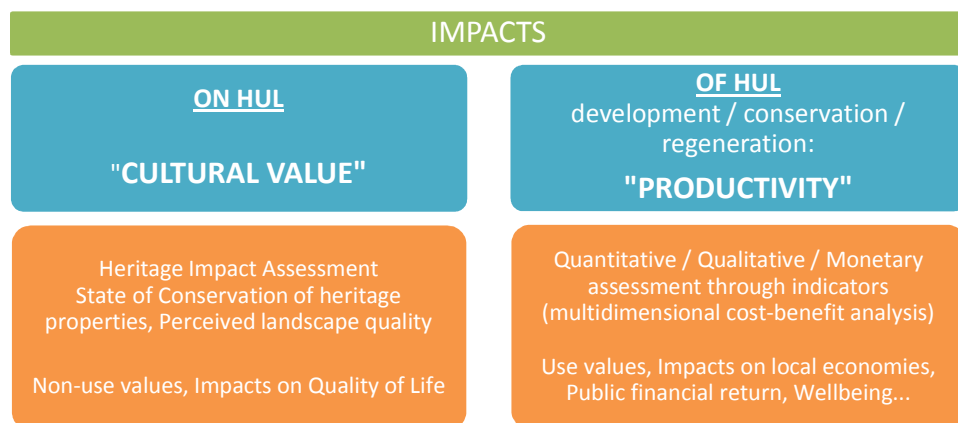 IMPACTS
ON HUL
"CULTURAL VALUE"
OF HUL
development / conservation /
regeneration:
"PRODUCTIVITY"
Heritage Impact Assessment
State of Conservation of heritage
properties, Perceived landscape quality
Non-use values, Impacts on Quality of Life
Quantitative / Qualitative / Monetary
assessment through indicators
(multidimensional cost-benefit analysis)
Use values, Impacts on local economies,
Public financial return, Wellbeing...